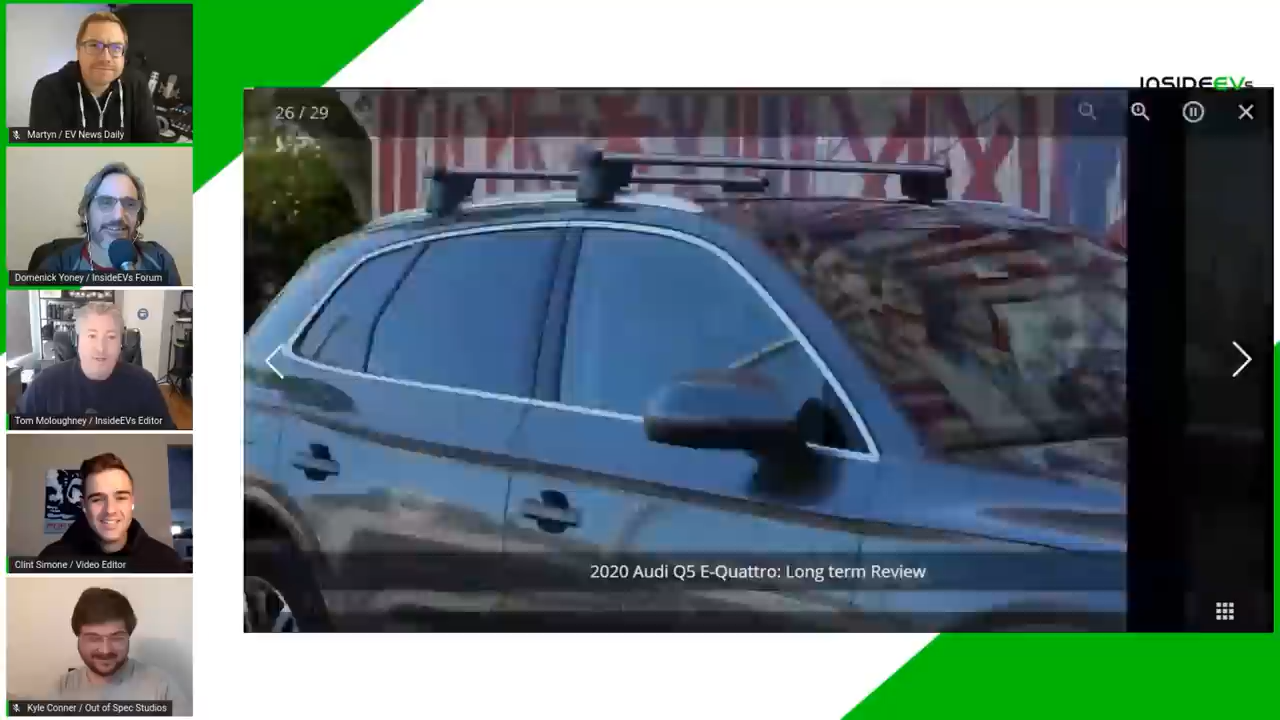 Martyn / EV News Daily
Domenick Yoney / InsideEVs Forum
Tom Moloughney / InsideEVs Editor
Clint Simone / Video Editor
Kyle Conner / Out of Spec Studios
INSIDEEVs
26 / 29
2020 Audi Q5 E-Quattro: Long term Review